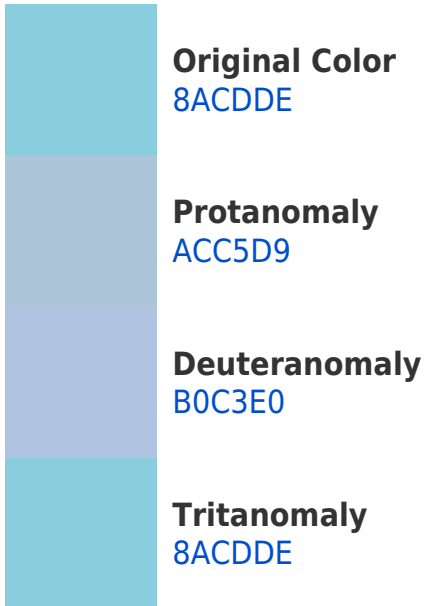 Original Color
8ACDDE
Protanomaly
ACC5D9
Deuteranomaly
B0C3E0
Tritanomaly
8ACDDE